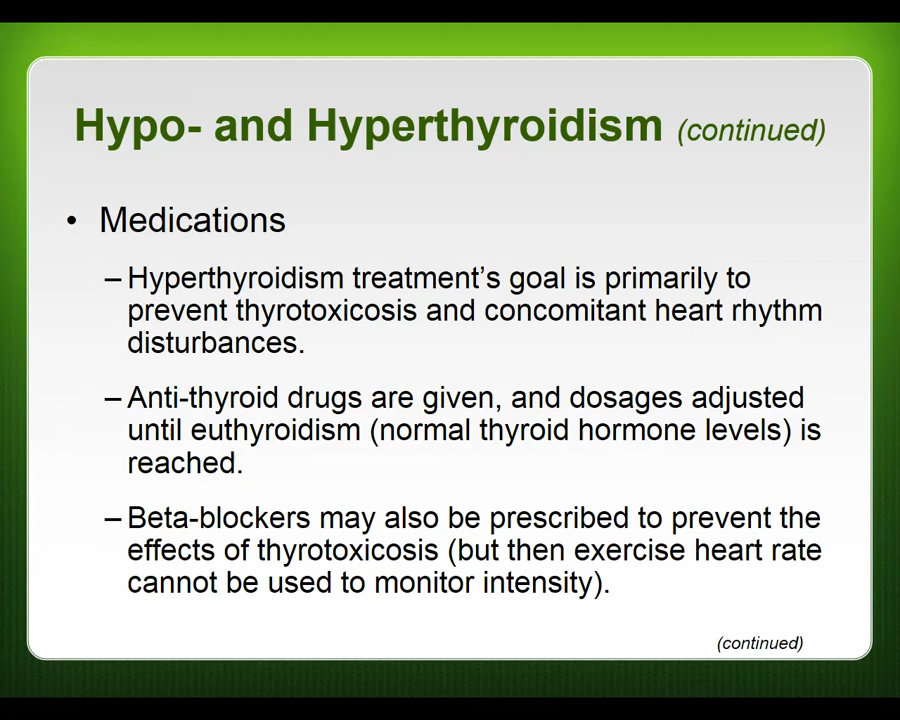 Hypo- and Hyperthyroidism (continued)
• Medications
– Hyperthyroidism treatment’s goal is primarily to
prevent thyrotoxicosis and concomitant heart rhythm
disturbances.
– Anti-thyroid drugs are given, and dosages adjusted
until euthyroidism (normal thyroid hormone levels) is
reached.
– Beta-blockers may also be prescribed to prevent the
effects of thyrotoxicosis (but then exercise heart rate
cannot be used to monitor intensity).
(continued)